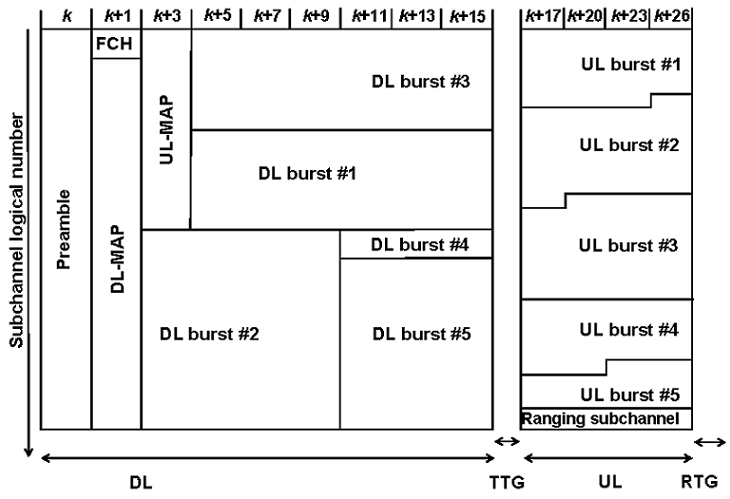 k k+1 k+3 k+5 k+7 k+9 k+11 k+13 k+15 k+17 k+20 k+23 k+26
FCH
Subchannel logical number
Preamble
DL-MAP
UL-MAP
DL burst #3
DL burst #1
DL burst #4
DL burst #2
DL burst #5
UL burst #1
UL burst #2
UL burst #3
UL burst #4
UL burst #5
Ranging subchannel
DL TTG UL RTG